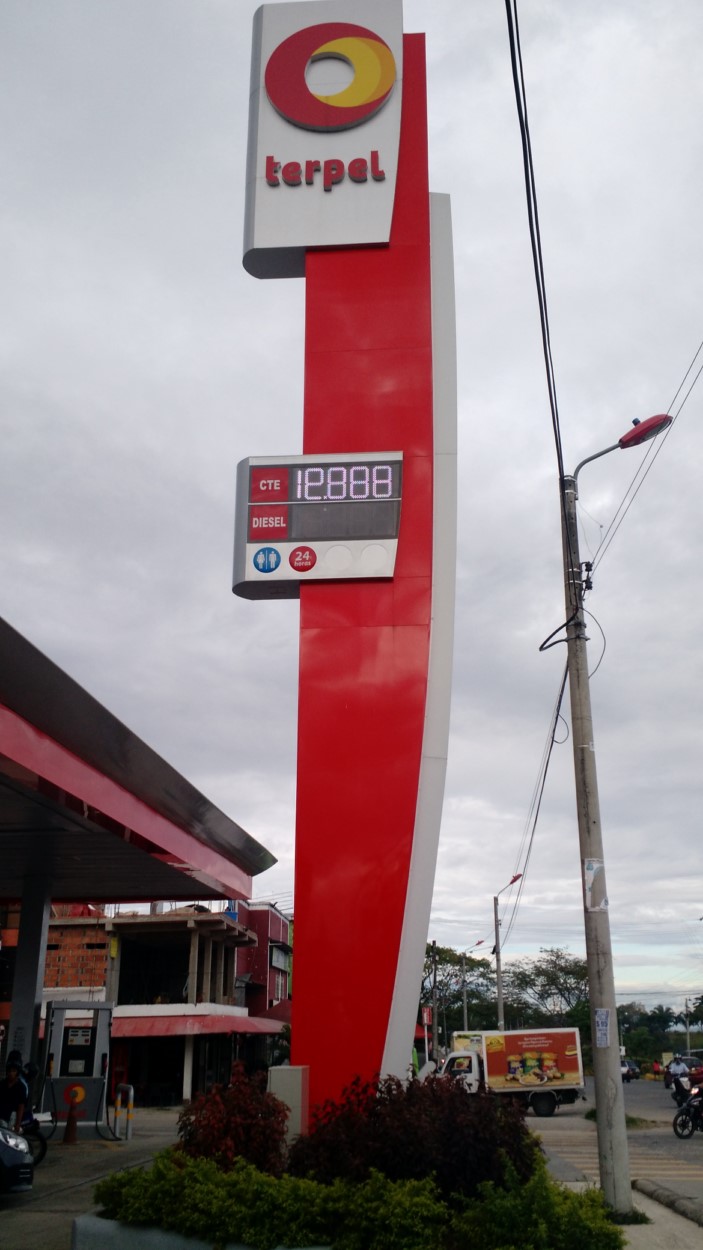 terpel
CTE 12.888
DIESEL
24
horas